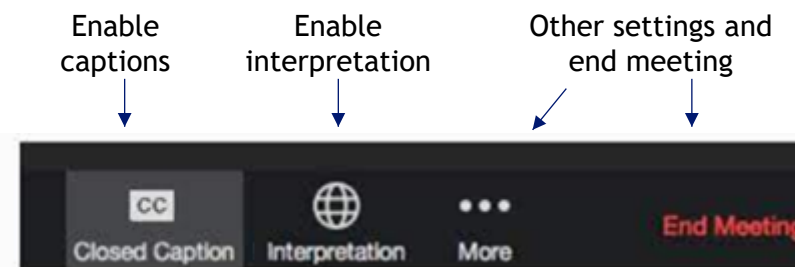 Enable captions
Enable interpretation
Other settings and end meeting
CC
Closed Caption
Interpretation
More
End Meeting